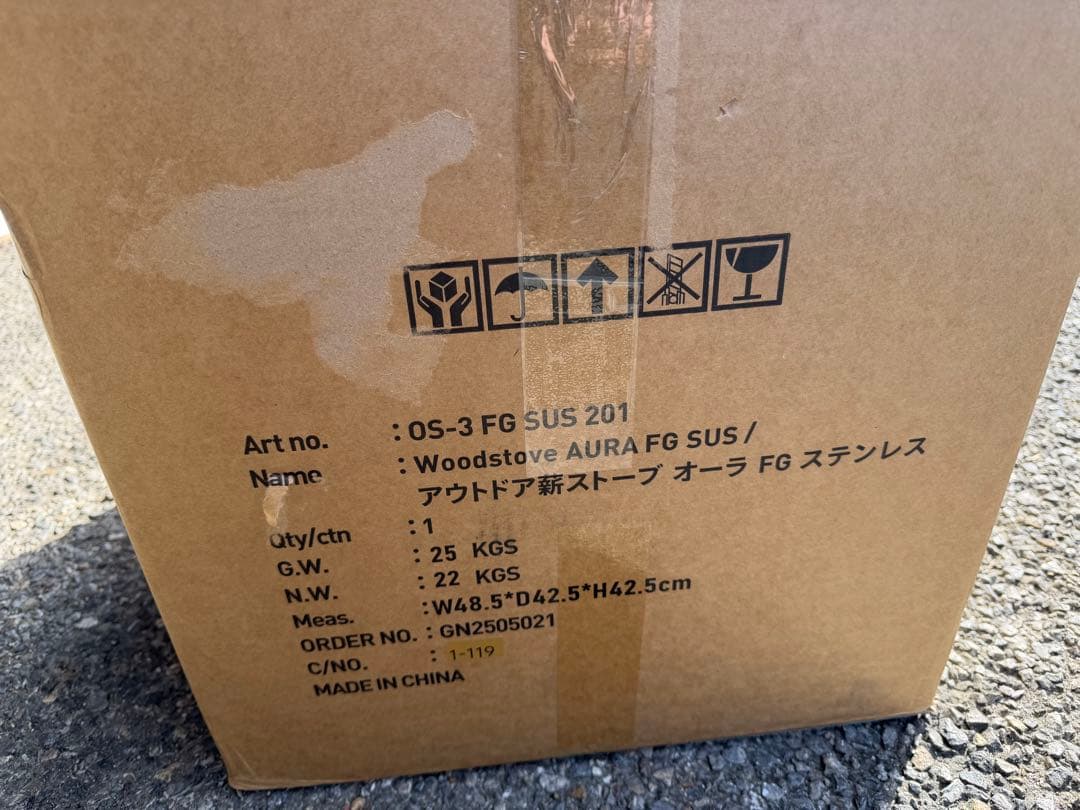 Art no. : OS-3 FG SUS 201
Name : Woodstove AURA FG SUS /
アウトドア薪ストーブ オーラ FG ステンレス
Qty/ctn : 1
G.W. : 25 KGS
N.W. : 22 KGS
Meas. : W48.5*D42.5*H42.5cm
ORDER NO. : GN2505021
C/NO. : 1-119
MADE IN CHINA